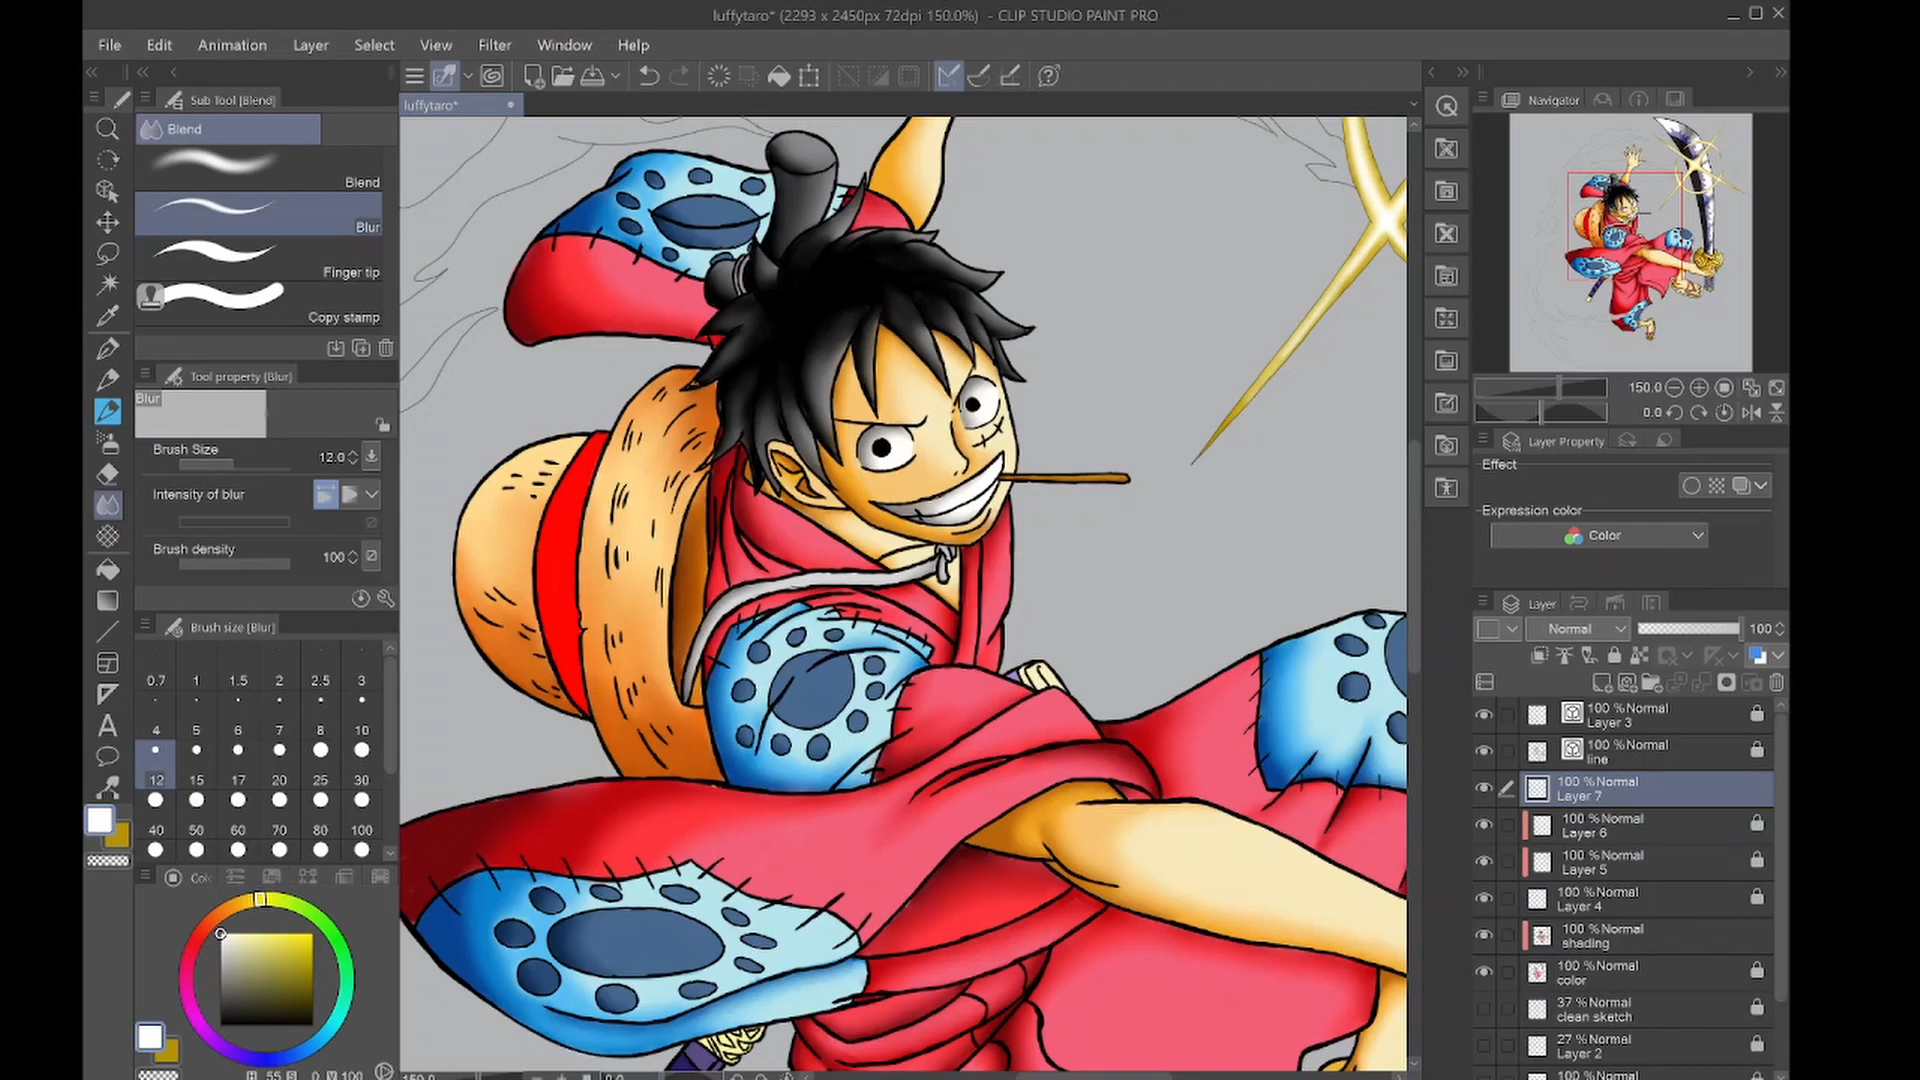 luffytaro* (2293 x 2450px 72dpi 150.0%) - CLIP STUDIO PAINT PRO
File Edit Animation Layer Select View Filter Window Help
luffytaro*
Sub Tool [Blend]
Blend
Blend
Blur
Finger tip
Copy stamp
Tool property [Blur]
Blur
Brush Size 12.0
Intensity of blur
Brush density 100
Brush size [Blur]
0.7 1 1.5 2 2.5 3
4 5 6 7 8 10
12 15 17 20 25 30
40 50 60 70 80 100
Navigator
150.0
0.0
Layer Property
Effect
Expression color
Color
Layer
Normal 100
100 %Normal
Layer 3
100 %Normal
line
100 %Normal
Layer 7
100 %Normal
Layer 6
100 %Normal
Layer 5
100 %Normal
Layer 4
100 %Normal
shading
100 %Normal
color
37 %Normal
clean sketch
27 %Normal
Layer 2
100 %Normal
H 55 S 0 V 100